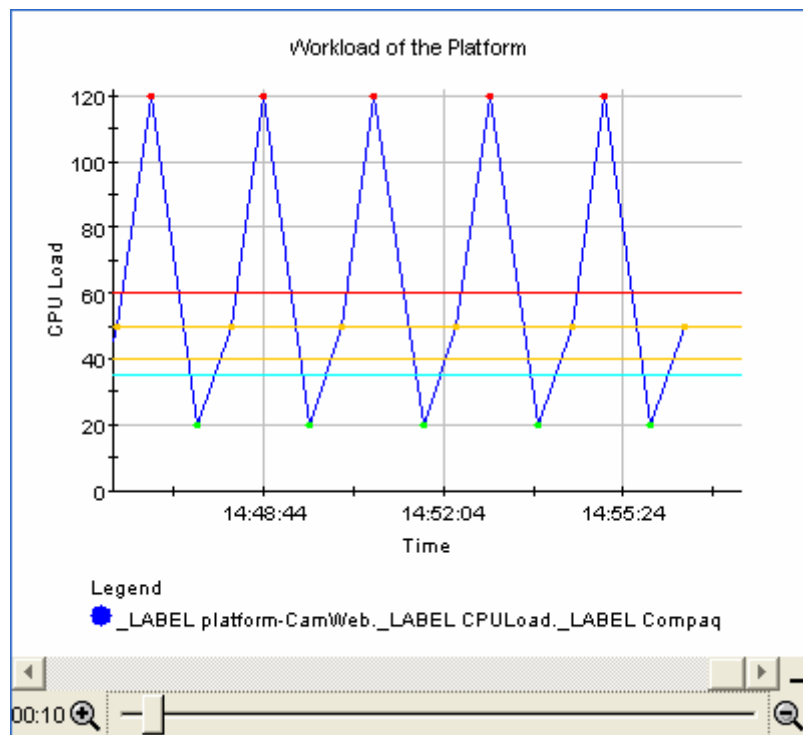 Workload of the Platform
120
100
80
60
40
20
0
CPU Load
14:48:44 14:52:04 14:55:24
Time
Legend
_LABEL platform-CamWeb._LABEL CPULoad._LABEL Compaq
00:10